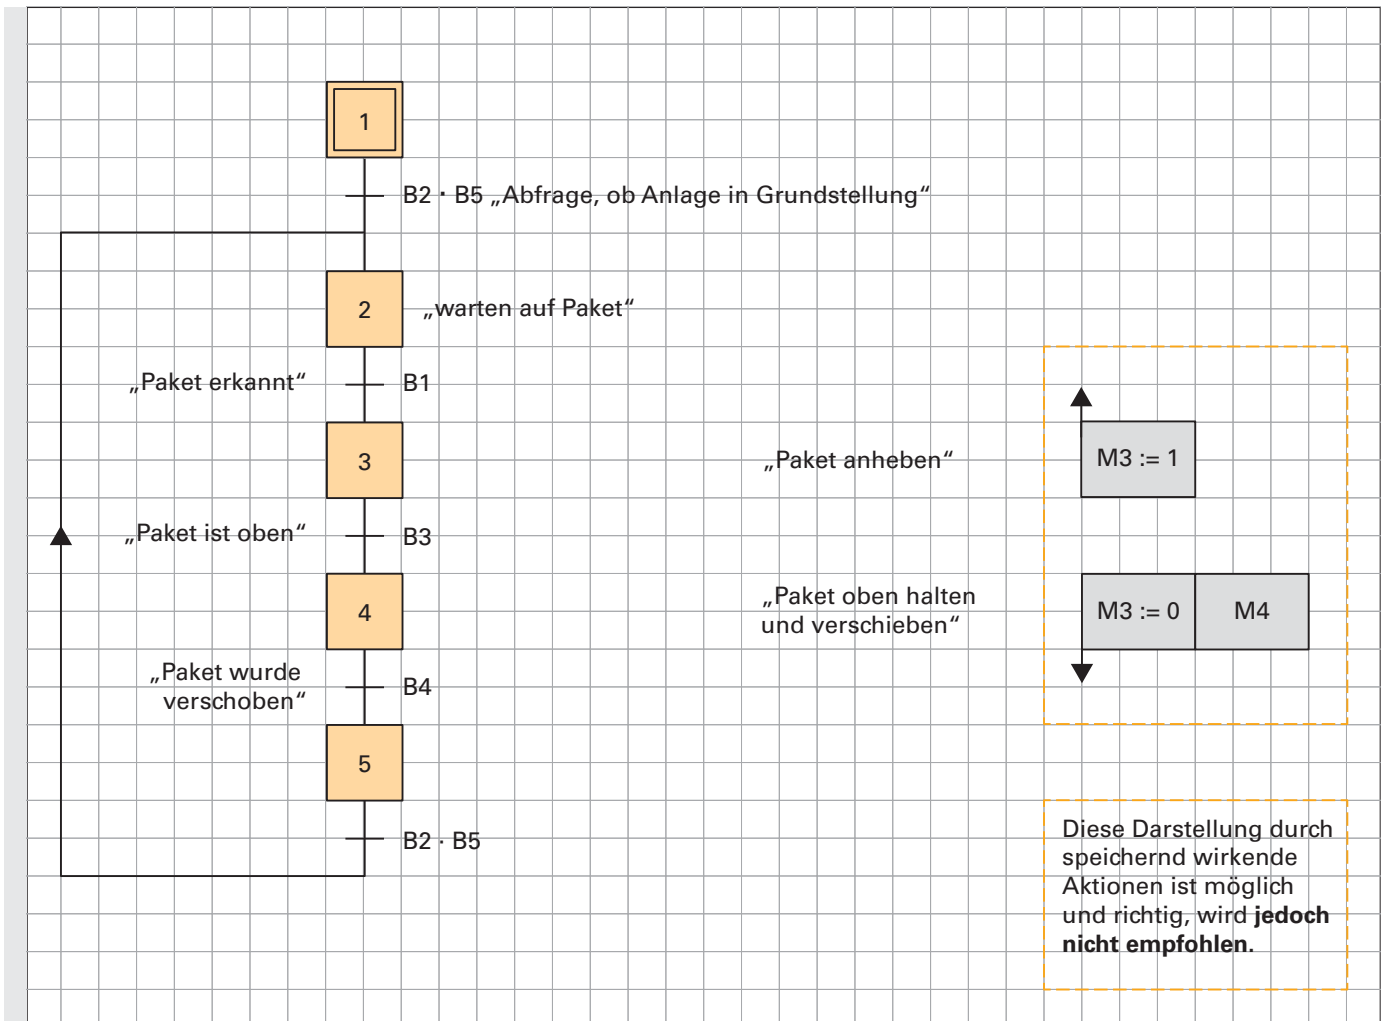 1
B2 · B5 „Abfrage, ob Anlage in Grundstellung“
2
„warten auf Paket“
„Paket erkannt“
B1
3
„Paket anheben“
M3 := 1
„Paket ist oben“
B3
4
„Paket oben halten
und verschieben“
M3 := 0
M4
„Paket wurde
verschoben“
B4
5
B2 · B5
Diese Darstellung durch
speichernd wirkende
Aktionen ist möglich
und richtig, wird jedoch
nicht empfohlen.